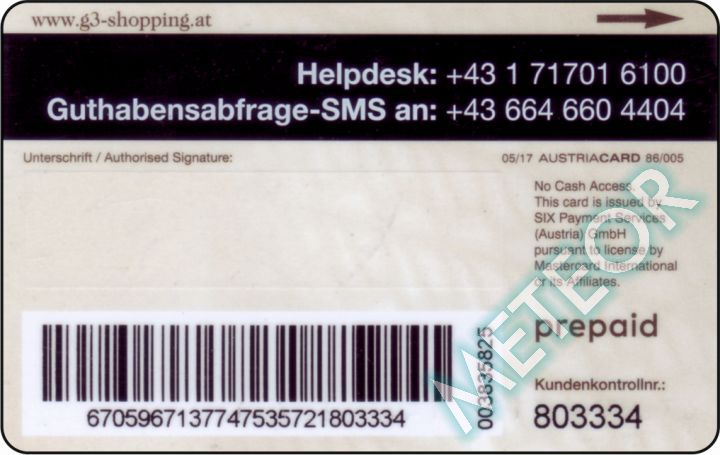 www.g3-shopping.at
Helpdesk: +43 1 71701 6100
Guthabensabfrage-SMS an: +43 664 660 4404
Unterschrift / Authorised Signature:
05/17 AUSTRIACARD 86/005
No Cash Access.
This card is issued by
SIX Payment Services
(Austria) GmbH
pursuant to license by
Mastercard International
or its Affiliates.
prepaid
Kundenkontrollnr.:
803334
6705967137747535721803334
003835825
METEOR